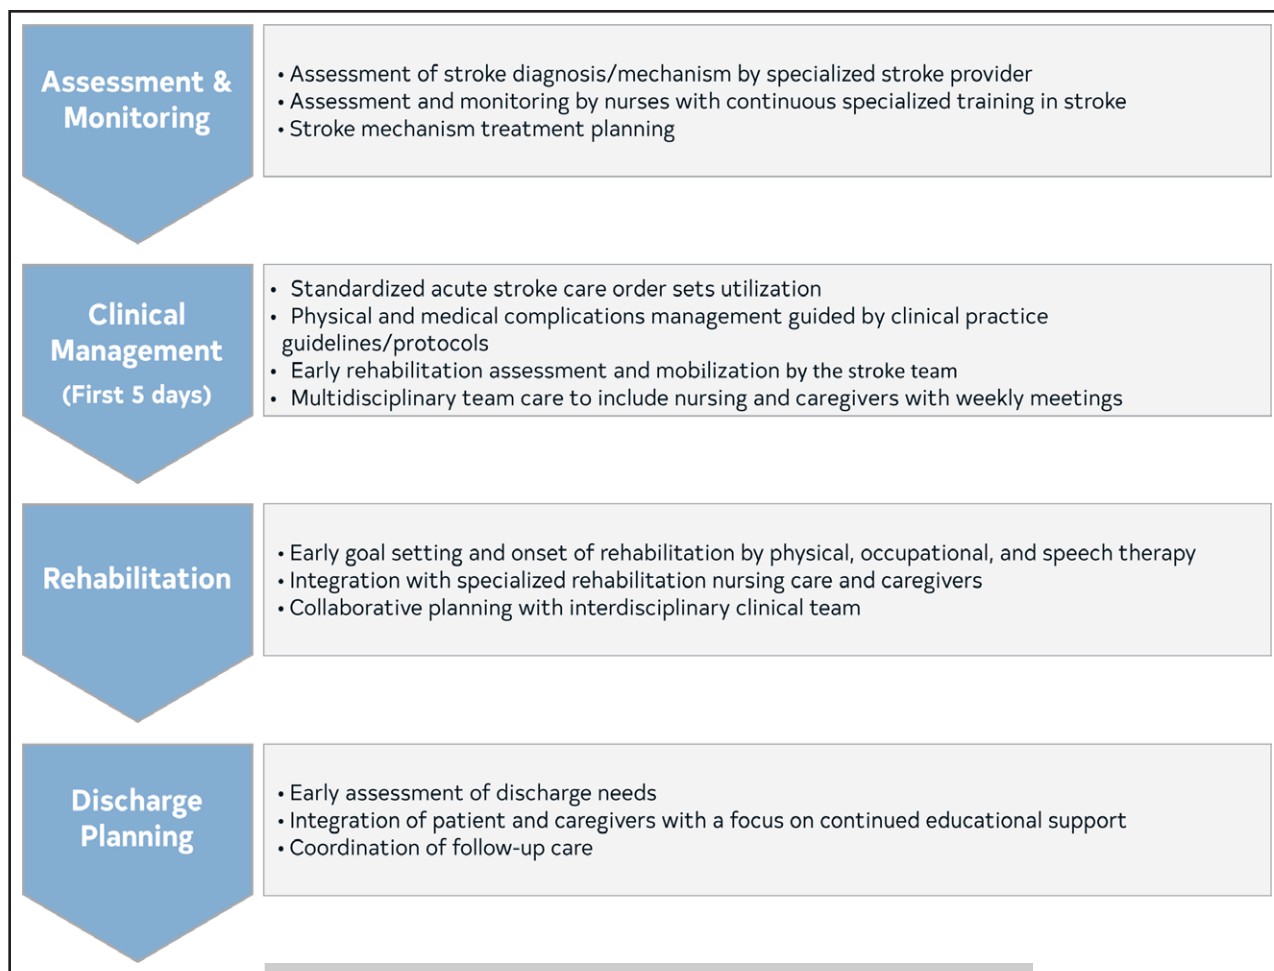 Assessment &
Monitoring
• Assessment of stroke diagnosis/mechanism by specialized stroke provider
• Assessment and monitoring by nurses with continuous specialized training in stroke
• Stroke mechanism treatment planning
Clinical
Management
(First 5 days)
• Standardized acute stroke care order sets utilization
• Physical and medical complications management guided by clinical practice
guidelines/protocols
• Early rehabilitation assessment and mobilization by the stroke team
• Multidisciplinary team care to include nursing and caregivers with weekly meetings
Rehabilitation
• Early goal setting and onset of rehabilitation by physical, occupational, and speech therapy
• Integration with specialized rehabilitation nursing care and caregivers
• Collaborative planning with interdisciplinary clinical team
Discharge
Planning
• Early assessment of discharge needs
• Integration of patient and caregivers with a focus on continued educational support
• Coordination of follow-up care